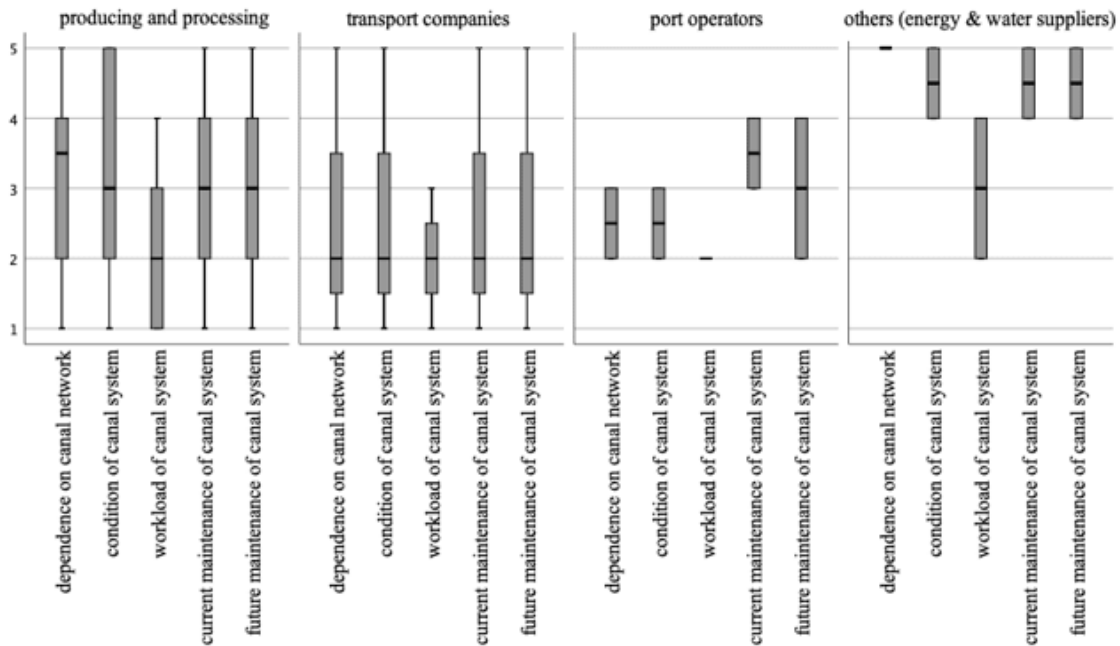 producing and processing
transport companies
port operators
others (energy & water suppliers)
5
4
3
2
1
dependence on canal network
condition of canal system
workload of canal system
current maintenance of canal system
future maintenance of canal system
dependence on canal network
condition of canal system
workload of canal system
current maintenance of canal system
future maintenance of canal system
dependence on canal network
condition of canal system
workload of canal system
current maintenance of canal system
future maintenance of canal system
dependence on canal network
condition of canal system
workload of canal system
current maintenance of canal system
future maintenance of canal system